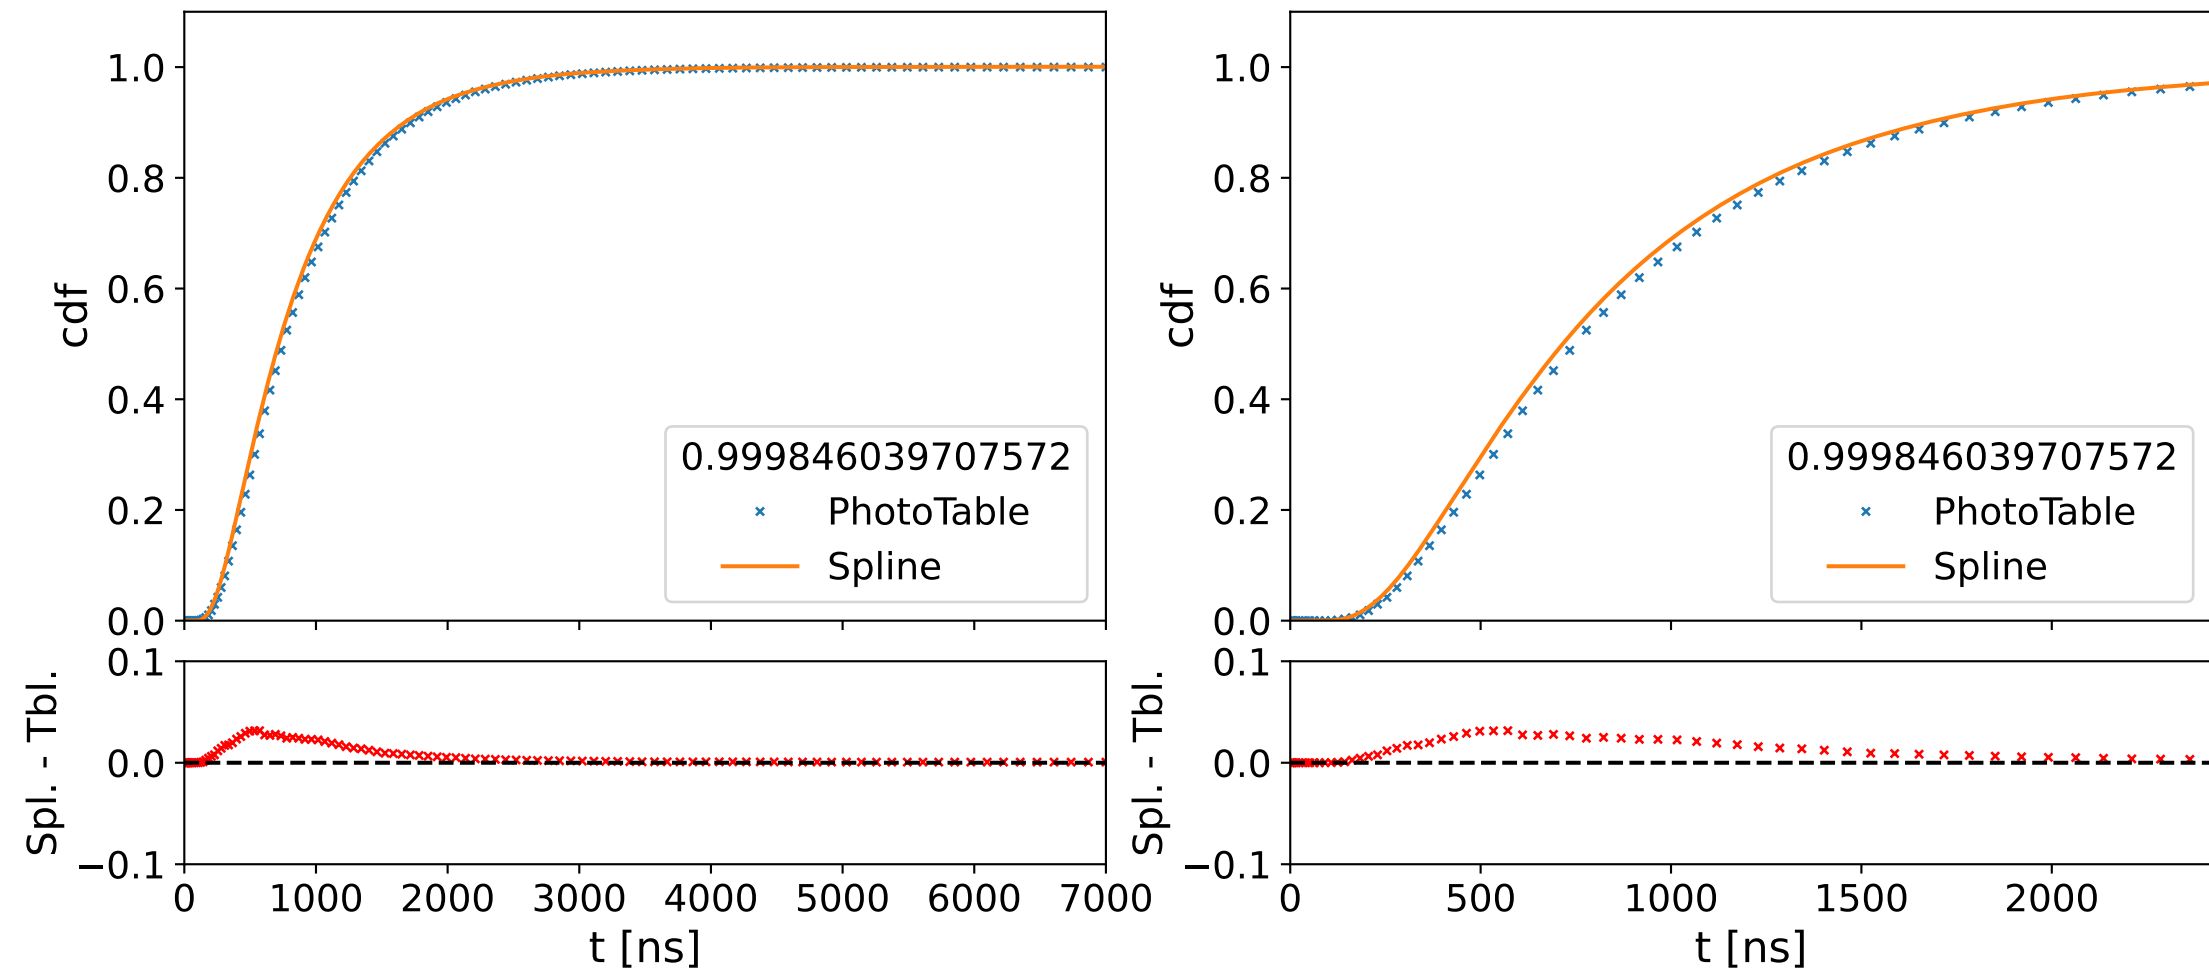 1.0
0.8
0.6
0.4
0.2
0.0
cdf
0.999846039707572
PhotoTable
Spline
0.1
0.0
−0.1
Spl. - Tbl.
0 1000 2000 3000 4000 5000 6000 7000
t [ns]
1.0
0.8
0.6
0.4
0.2
0.0
cdf
0.999846039707572
PhotoTable
Spline
0.1
0.0
−0.1
Spl. - Tbl.
0 500 1000 1500 2000
t [ns]